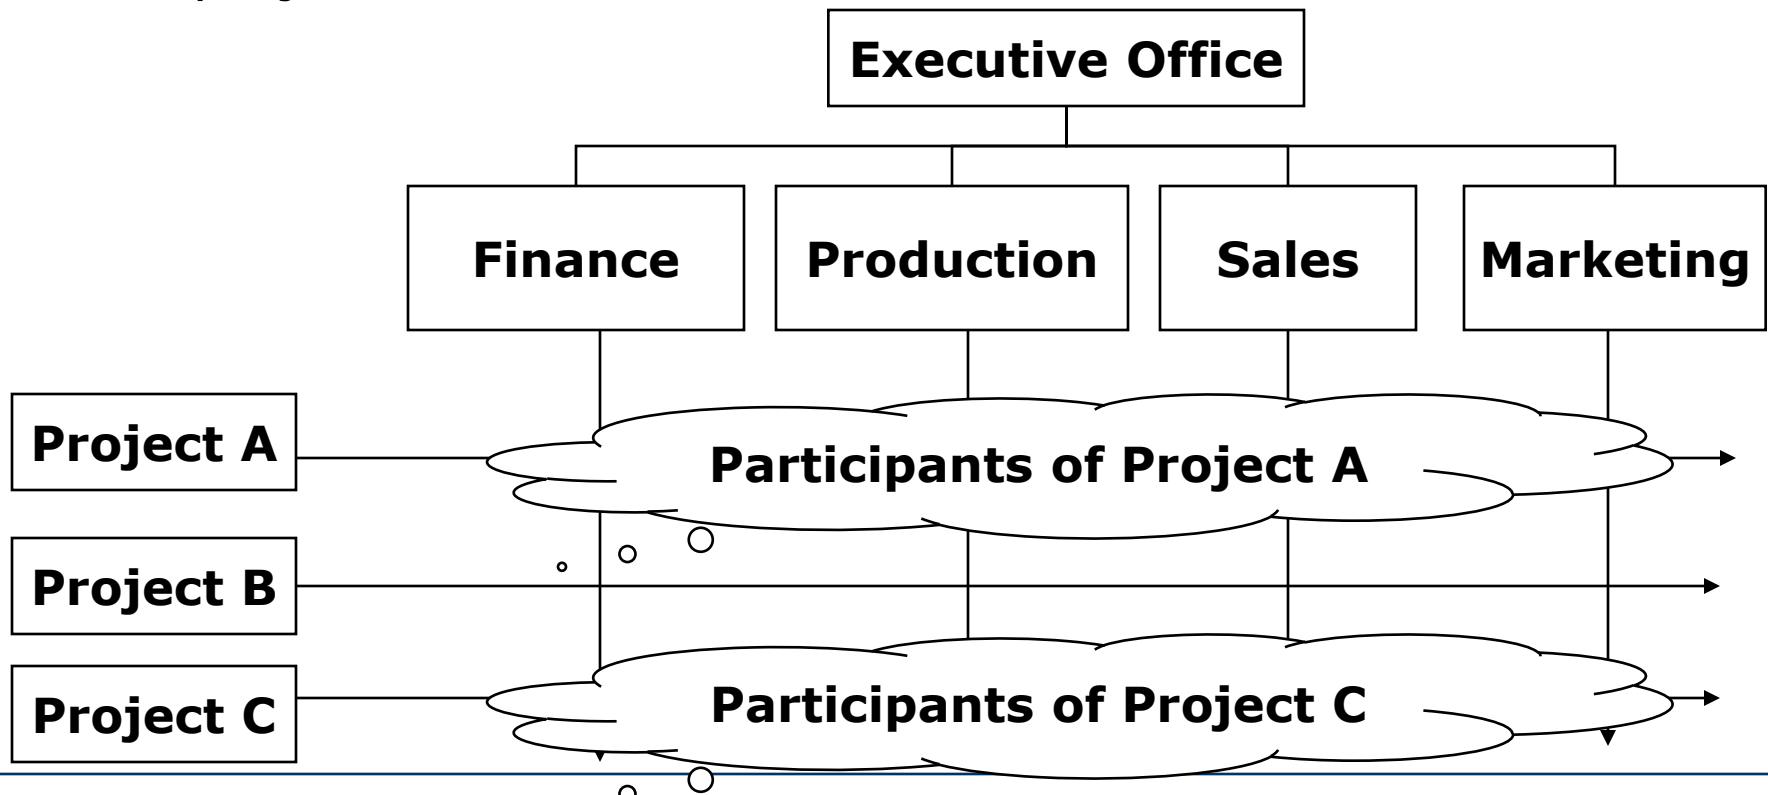 Executive Office
Finance
Production
Sales
Marketing
Project A
Participants of Project A
Project B
Project C
Participants of Project C